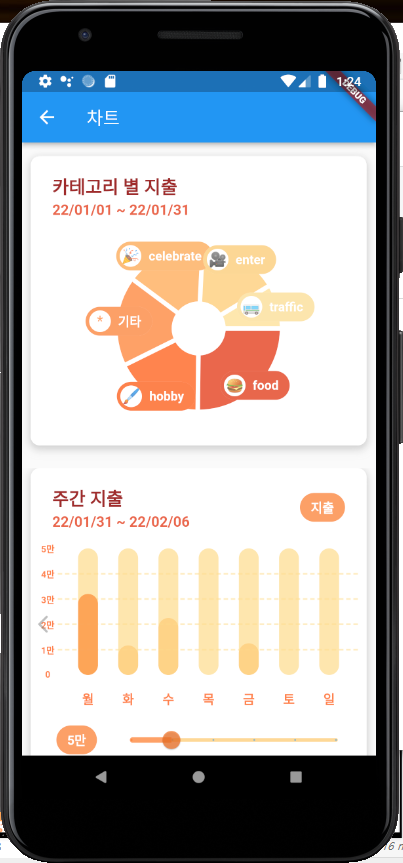 1:24
DEBUG
차트
카테고리 별 지출
22/01/01 ~ 22/01/31
celebrate
enter
traffic
기타
food
hobby
주간 지출
22/01/31 ~ 22/02/06
지출
5만
4만
3만
2만
1만
0
월 화 수 목 금 토 일
5만